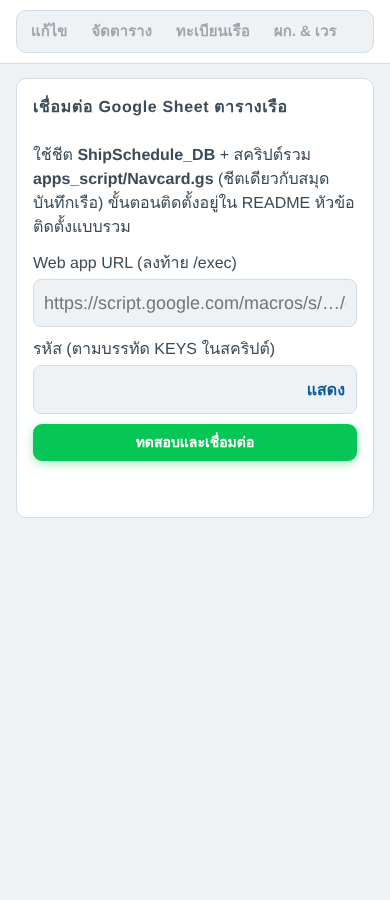 แก้ไข จัดตาราง ทะเบียนเรือ ผก. & เวร
เชื่อมต่อ Google Sheet ตารางเรือ
ใช้ชีต ShipSchedule_DB + สคริปต์รวม
apps_script/Navcard.gs (ชีตเดียวกับสมุด
บันทึกเรือ) ขั้นตอนติดตั้งอยู่ใน README หัวข้อ
ติดตั้งแบบรวม
Web app URL (ลงท้าย /exec)
https://script.google.com/macros/s/…/
รหัส (ตามบรรทัด KEYS ในสคริปต์)
แสดง
ทดสอบและเชื่อมต่อ